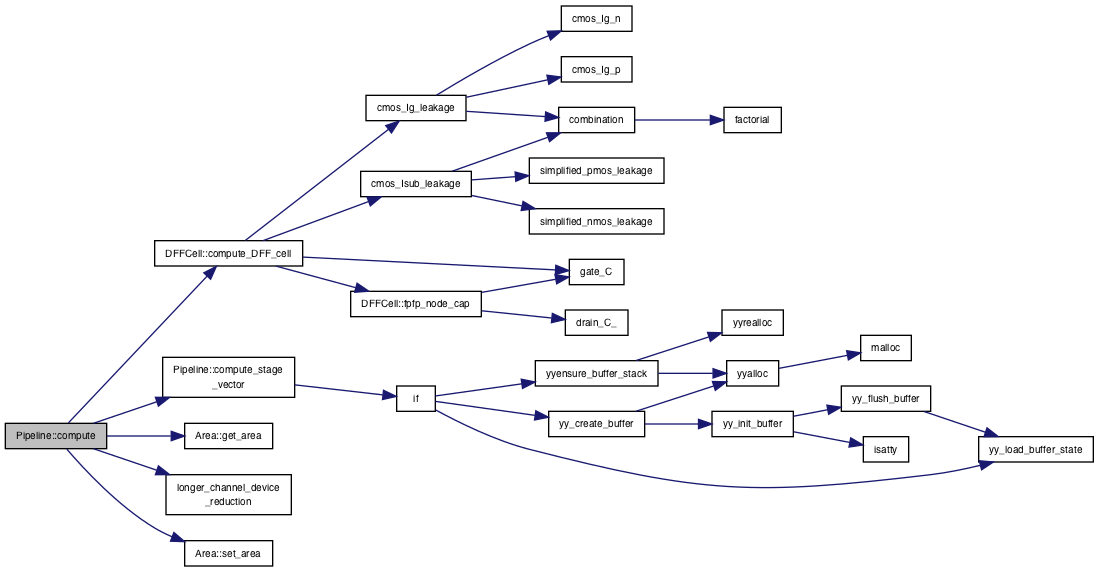 cmos_Ig_n
cmos_Ig_p
cmos_Ig_leakage
combination
factorial
simplified_pmos_leakage
cmos_Isub_leakage
simplified_nmos_leakage
DFFCell::compute_DFF_cell
gate_C
DFFCell::fpfp_node_cap
drain_C_
yyrealloc
malloc
Pipeline::compute_stage
_vector
yyensure_buffer_stack
yyalloc
if
yy_flush_buffer
yy_create_buffer
yy_init_buffer
Pipeline::compute
Area::get_area
isatty
yy_load_buffer_state
longer_channel_device
_reduction
Area::set_area